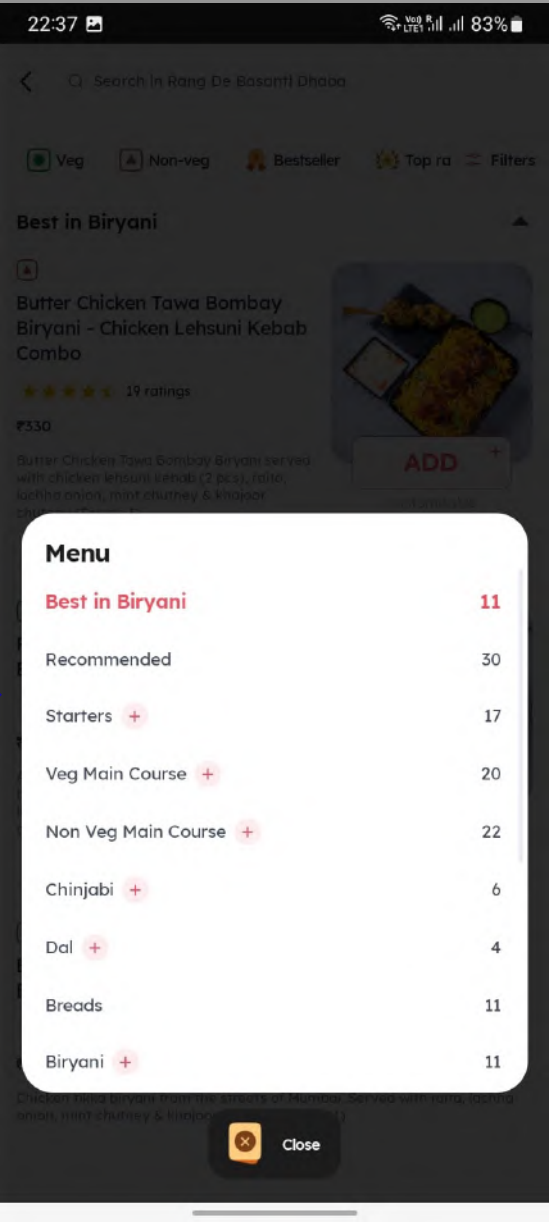 22:37
Vo)) R
LTE1
83%
Search in Rang De Basanti Dhaba
Veg
Non-veg
Bestseller
Top ra
Filters
Best in Biryani
Butter Chicken Tawa Bombay
Biryani - Chicken Lehsuni Kebab
Combo
19 ratings
₹330
ADD
+
Butter Chicken Tawa Bombay Biryani served
with chicken lehsuni kebab (2 pcs), raita,
lachha onion, mint chutney & khajoor
Menu
Best in Biryani 11
Recommended 30
Starters + 17
Veg Main Course + 20
Non Veg Main Course + 22
Chinjabi + 6
Dal + 4
Breads 11
Biryani + 11
Chicken tikka biryani from the streets of Mumbai. Served with raita, lachha
onion, mint chutney & khajoor
Close